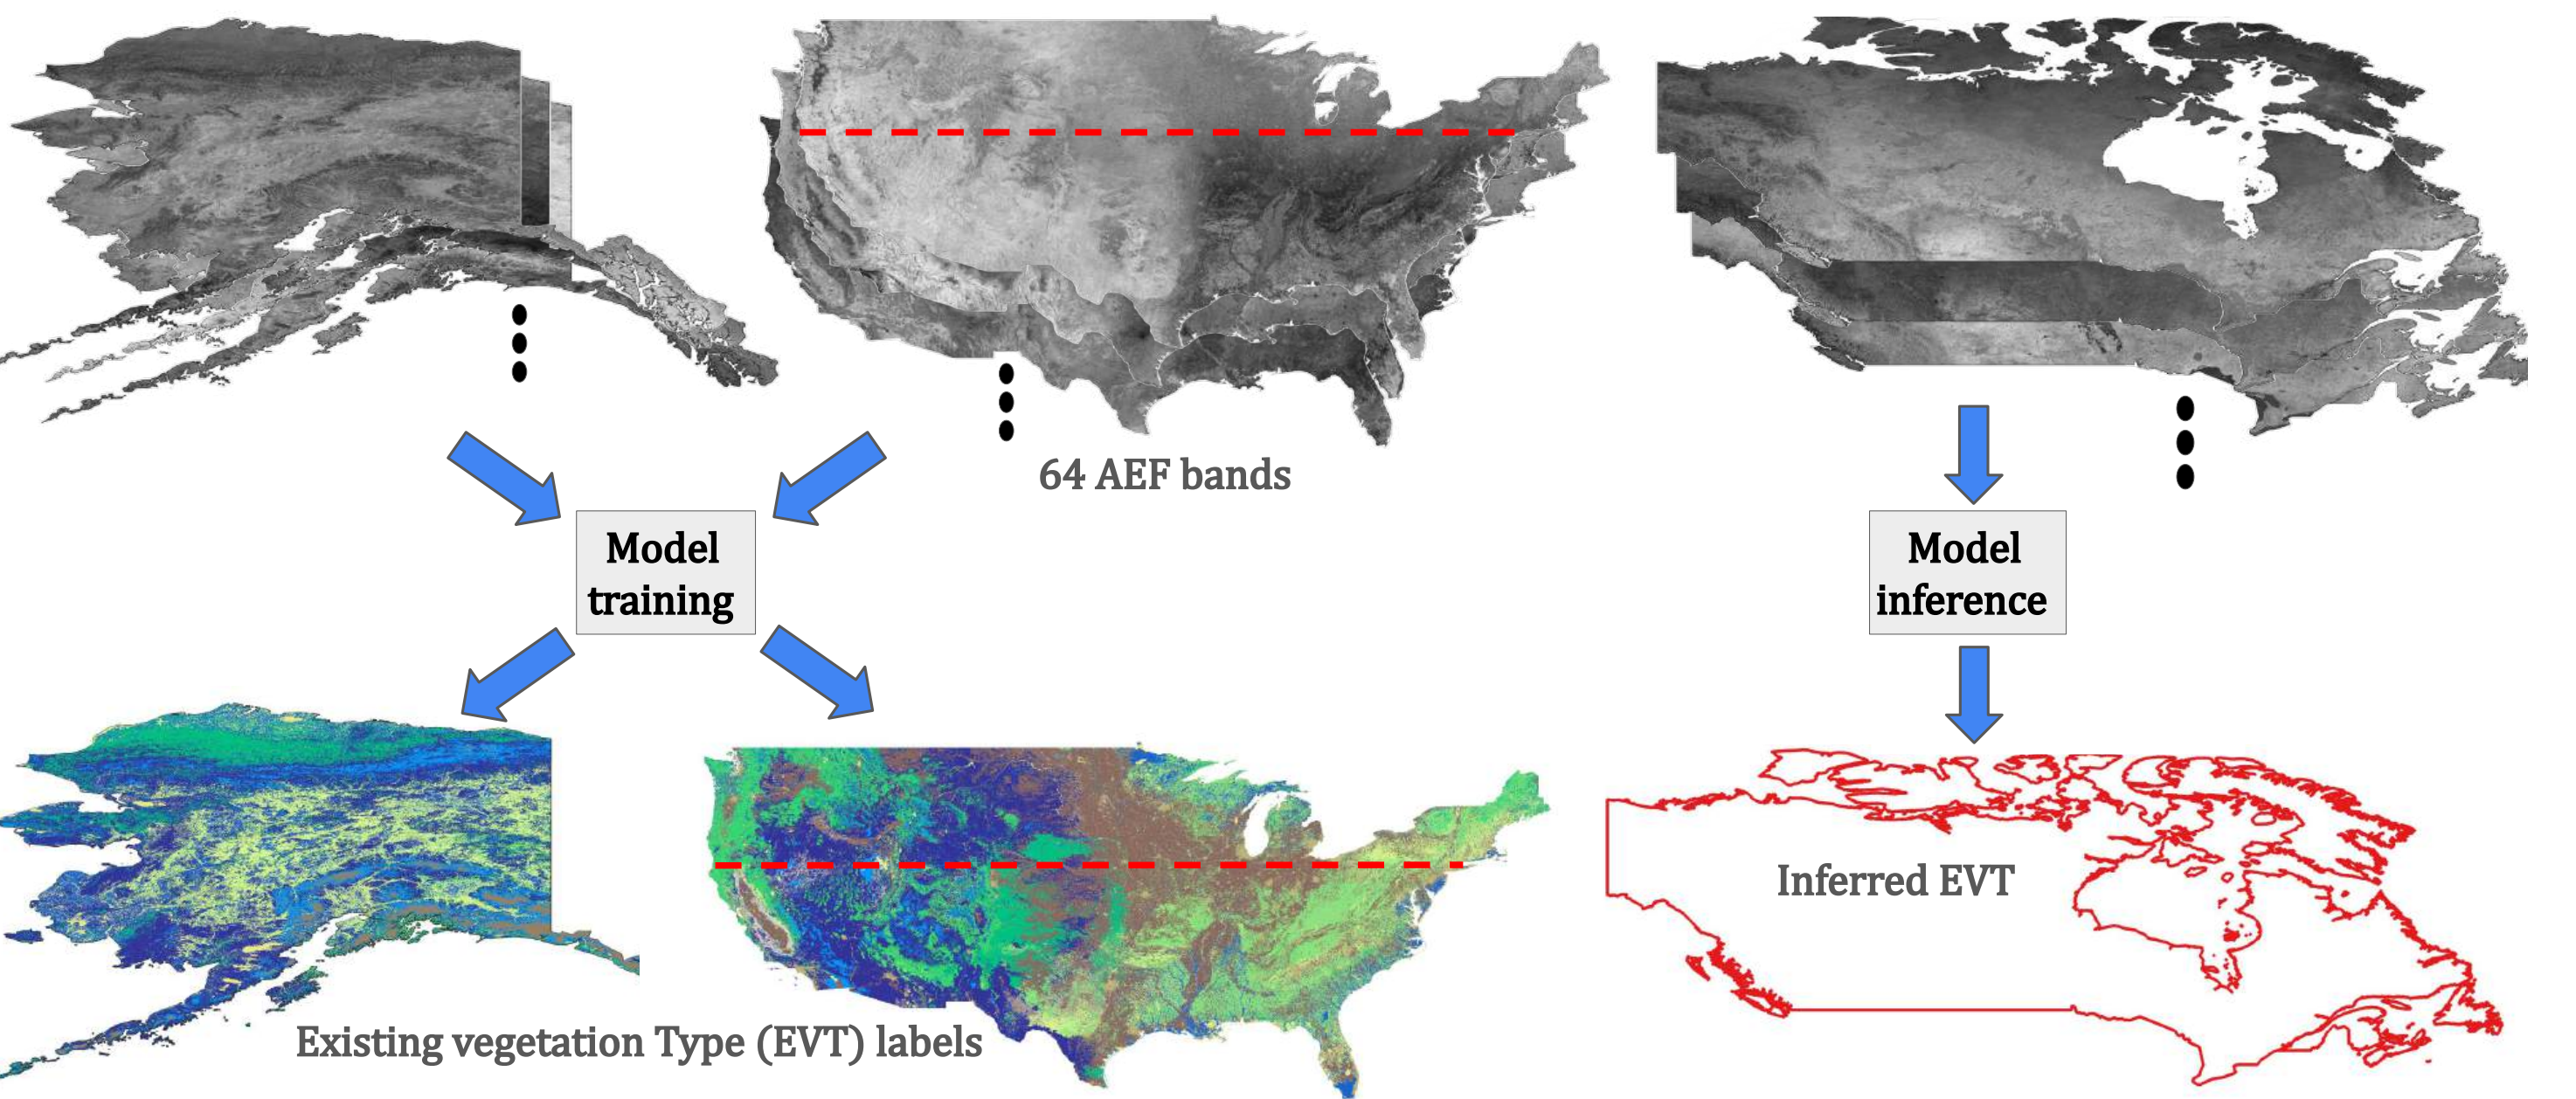 64 AEF bands
Model
training
Model
inference
Inferred EVT
Existing vegetation Type (EVT) labels